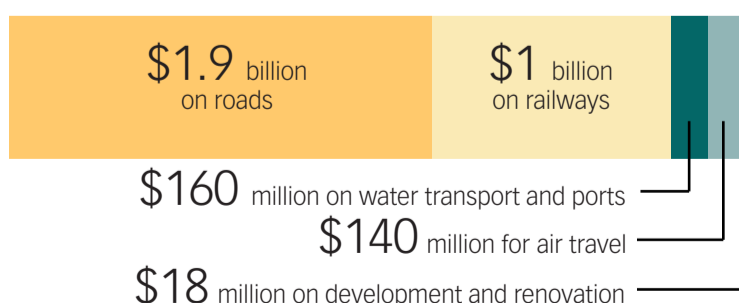 $1.9 billion
on roads
$1 billion
on railways
$160 million on water transport and ports
$140 million for air travel
$18 million on development and renovation